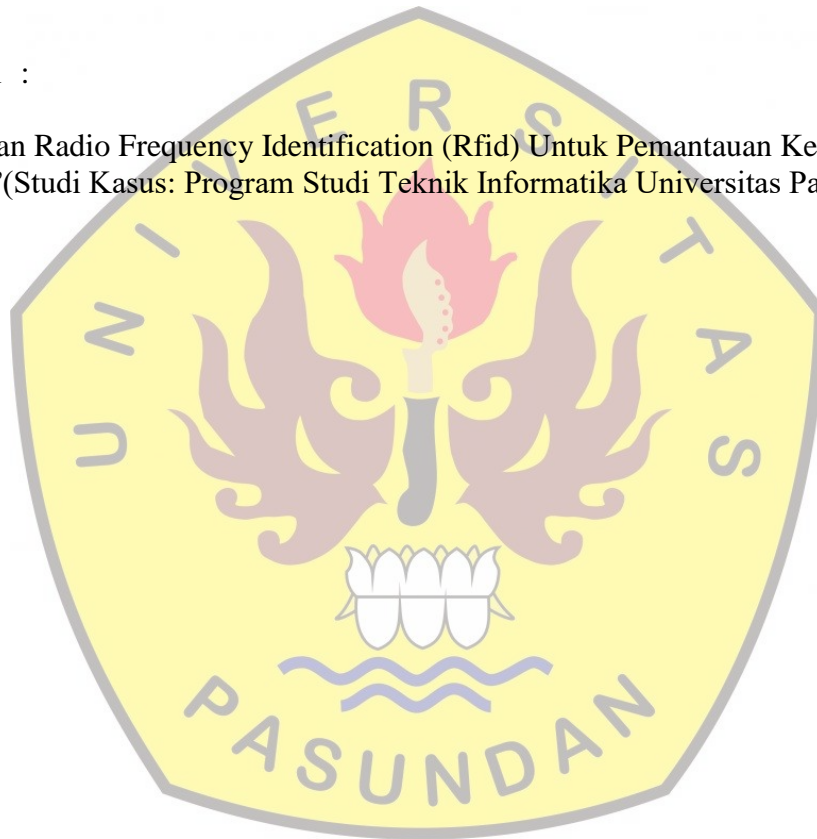 :
an Radio Frequency Identification (Rfid) Untuk Pemantauan Ke
(Studi Kasus: Program Studi Teknik Informatika Universitas Pa
UNIVERSITAS
PASUNDAN